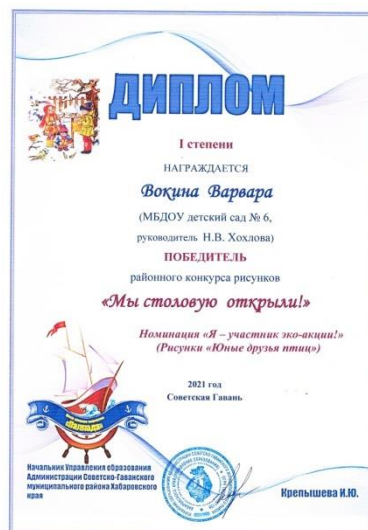 ДИПЛОМ
I степени
НАГРАЖДАЕТСЯ
Вокина Варвара
(МБДОУ детский сад № 6,
руководитель Н.В. Хохлова)
ПОБЕДИТЕЛЬ
районного конкурса рисунков
«Мы столовую открыли!»
Номинация «Я – участник эко-акции!»
(Рисунки «Юные друзья птиц»)
2021 год
Советская Гавань
«Паллада»
Начальник Управления образования
Администрации Советско-Гаванского
муниципального района Хабаровского
края
Крепышева И.Ю.